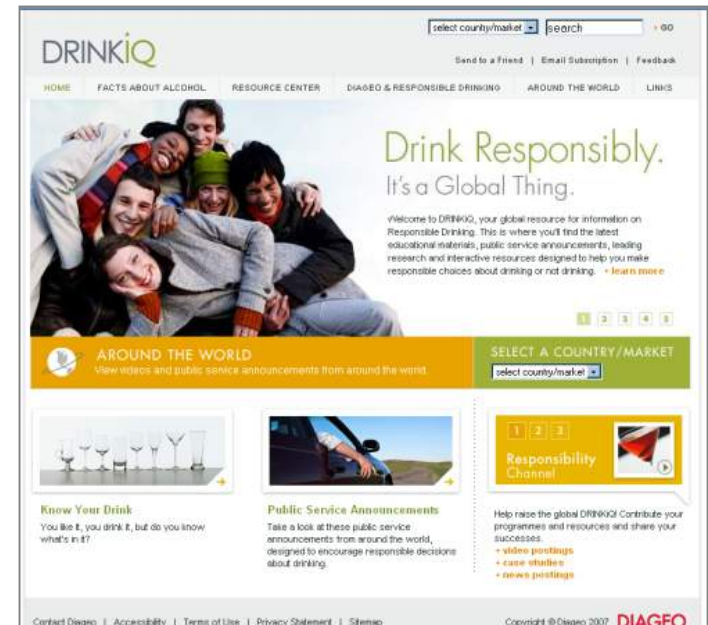 select country/market
search
GO
DRINKiQ
Send to a Friend | Email Subscription | Feedback
HOME
FACTS ABOUT ALCOHOL
RESOURCE CENTER
DIAGEO & RESPONSIBLE DRINKING
AROUND THE WORLD
LINKS
Drink Responsibly.
It's a Global Thing.
Welcome to DRINKiQ, your global resource for information on
Responsible Drinking. This is where you'll find the latest
educational materials, public service announcements, leading
research and interactive resources designed to help you make
responsible choices about drinking or not drinking. learn more
1 2 3 4 5
AROUND THE WORLD
View videos and public service announcements from around the world.
SELECT A COUNTRY/MARKET
select country/market
Know Your Drink
You like it, you drink it, but do you know
what's in it?
Public Service Announcements
Take a look at these public service
announcements from around the world,
designed to encourage responsible decisions
about drinking.
1 2 3
Responsibility
Channel
Help raise the global DRINKiQ! Contribute your
programmes and resources and share your
successes.
video postings
case studies
news postings
Contact Diageo | Accessibility | Terms of Use | Privacy Statement | Sitemap
Copyright © Diageo 2007 DIAGEO